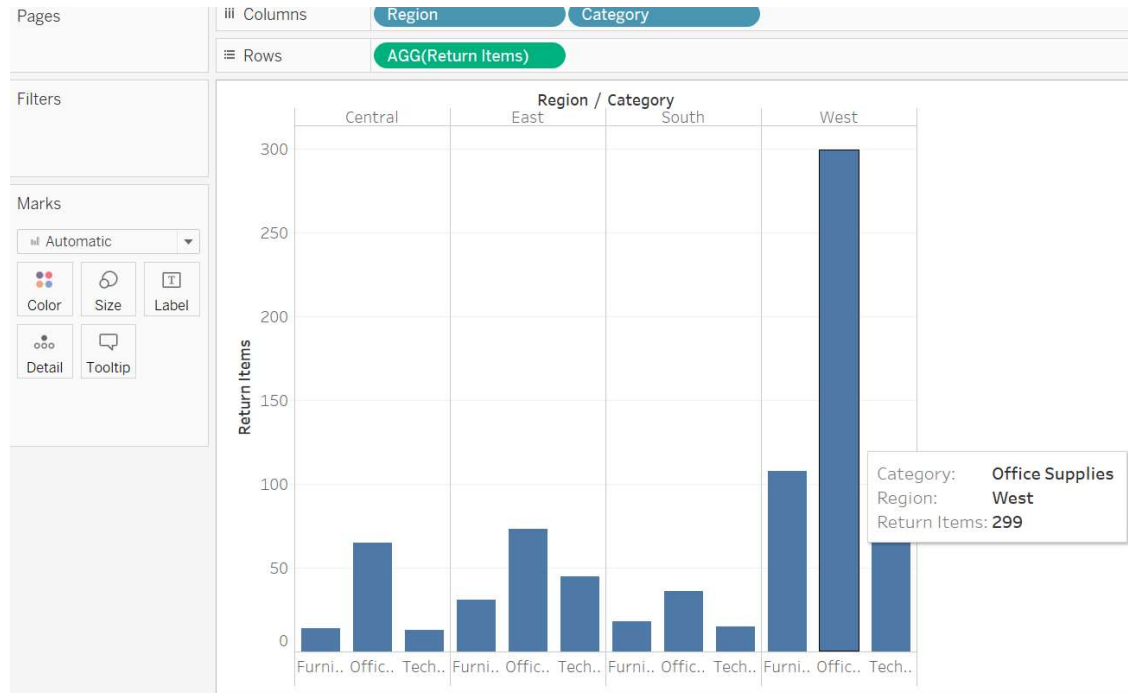 Pages
Columns
Region
Category
Rows
AGG(Return Items)
Filters
Region / Category
Central
East
South
West
Marks
Automatic
Color
Size
T
Label
Detail
Tooltip
Return Items
300
250
200
150
100
50
0
Category: Office Supplies
Region: West
Return Items: 299
Furni.. Offic.. Tech.. Furni.. Offic.. Tech.. Furni.. Offic.. Tech.. Furni.. Offic.. Tech..